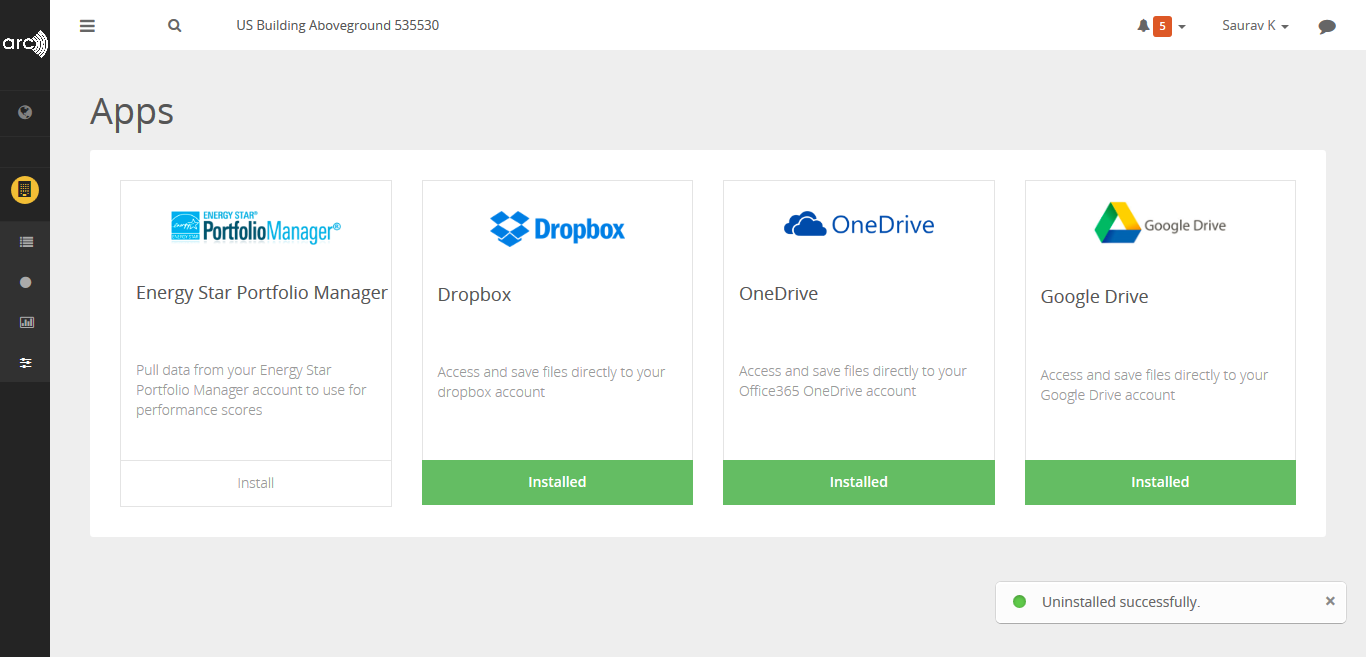 arc
US Building Aboveground 535530
5
Saurav K
Apps
ENERGY STAR®
PortfolioManager®
Energy Star Portfolio Manager
Pull data from your Energy Star
Portfolio Manager account to use for
performance scores
Install
Dropbox
Dropbox
Access and save files directly to your
dropbox account
Installed
OneDrive
OneDrive
Access and save files directly to your
Office365 OneDrive account
Installed
Google Drive
Google Drive
Access and save files directly to your
Google Drive account
Installed
Uninstalled successfully.
×